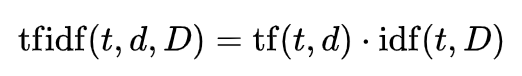 tfidf(t, d, D) = tf(t, d) · idf(t, D)